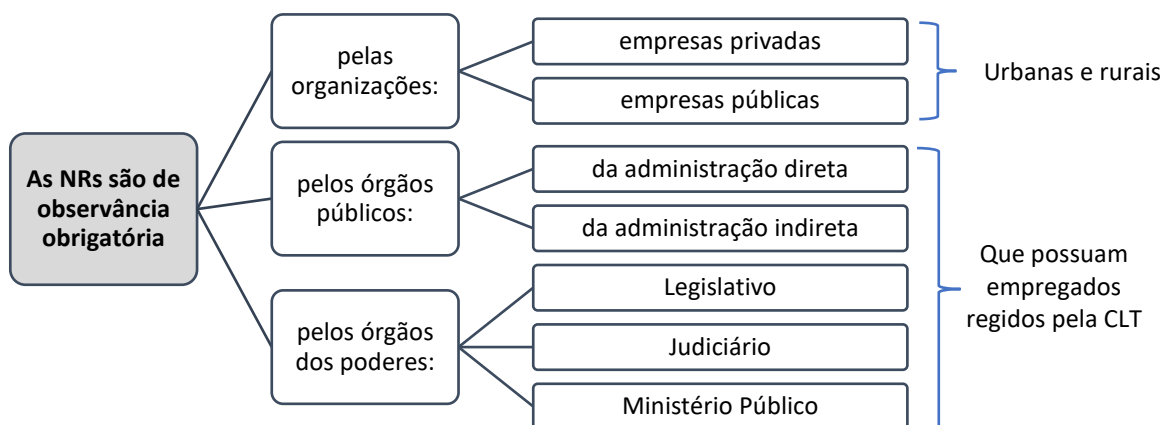 As NRs são de
observância
obrigatória
pelas
organizações:
empresas privadas
empresas públicas
Urbanas e rurais
pelos órgãos
públicos:
da administração direta
da administração indireta
pelos órgãos
dos poderes:
Legislativo
Judiciário
Ministério Público
Que possuam
empregados
regidos pela CLT